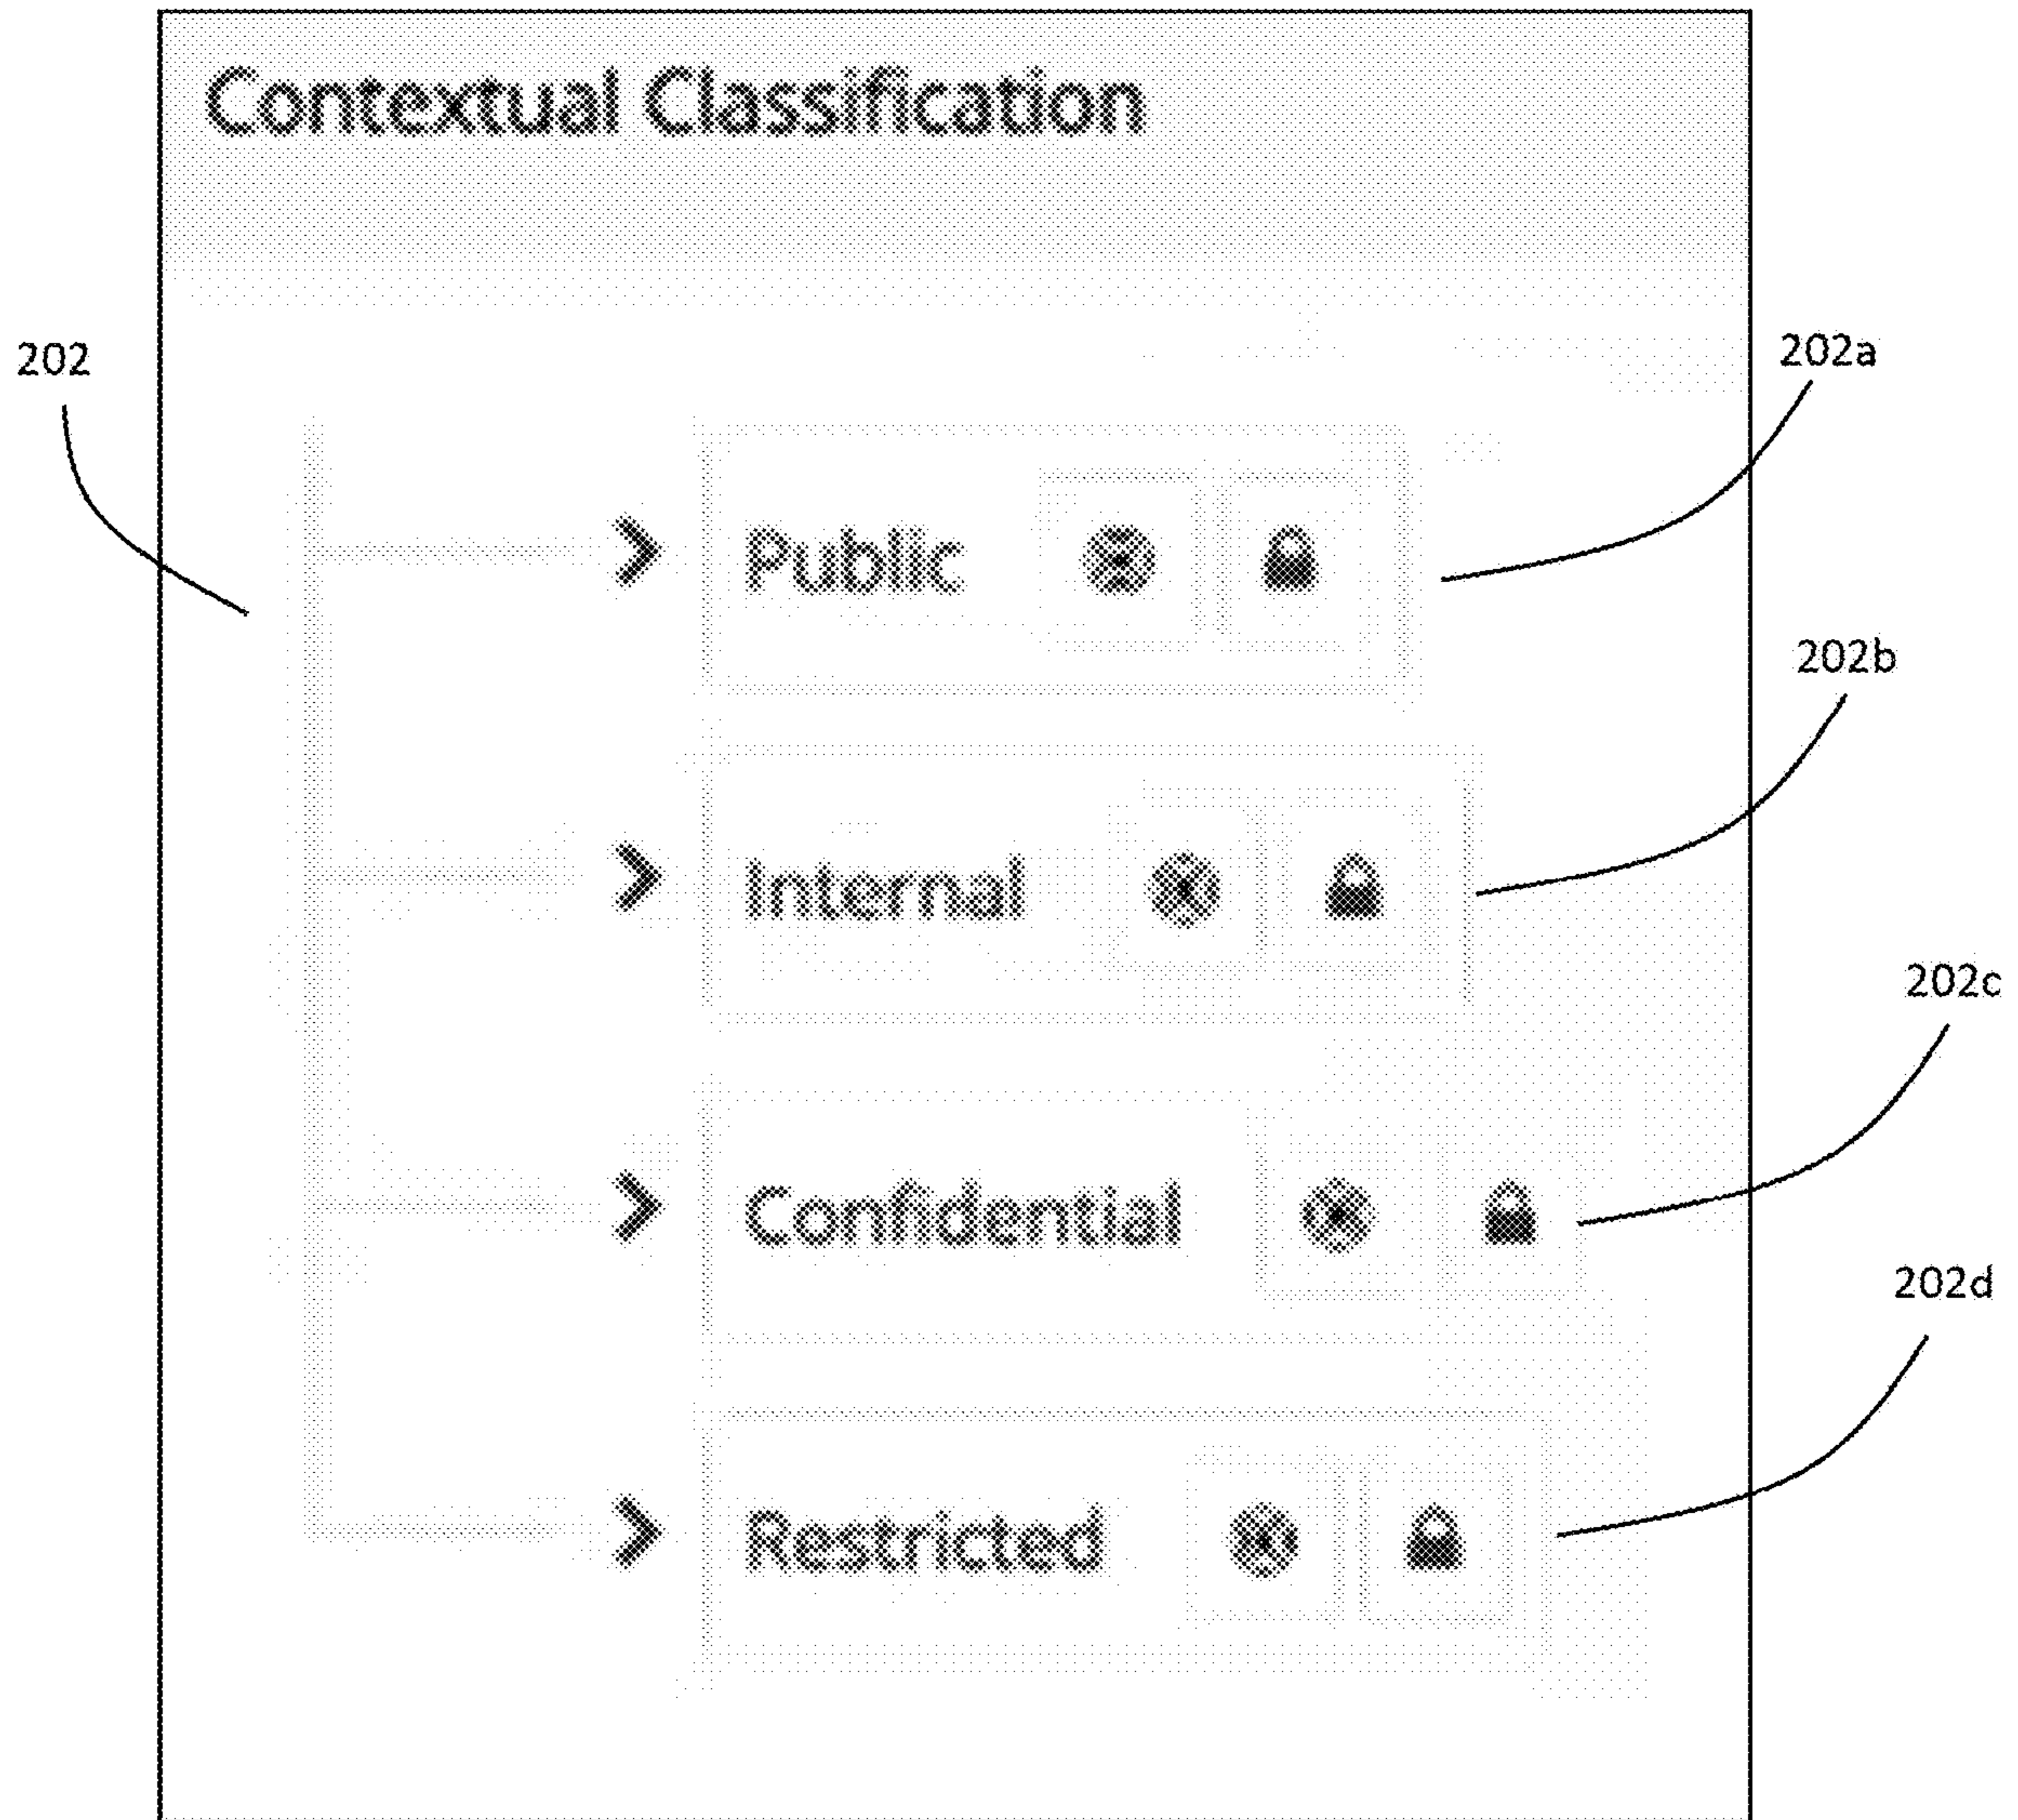 Contextual Classification
202
202a
Public
202b
Internal
202c
Confidential
202d
Restricted